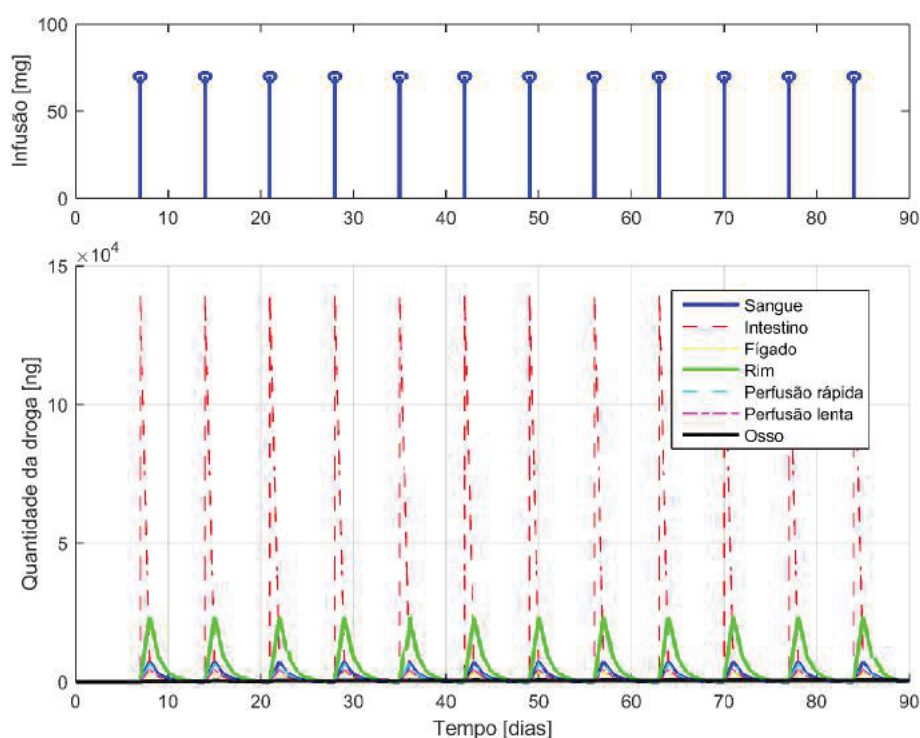 Infusão [mg]
100
50
0
0 10 20 30 40 50 60 70 80 90
×10⁴
Quantidade da droga [ng]
15
10
5
0
Sangue
Intestino
Fígado
Rim
Perfusão rápida
Perfusão lenta
Osso
0 10 20 30 40 50 60 70 80 90
Tempo [dias]